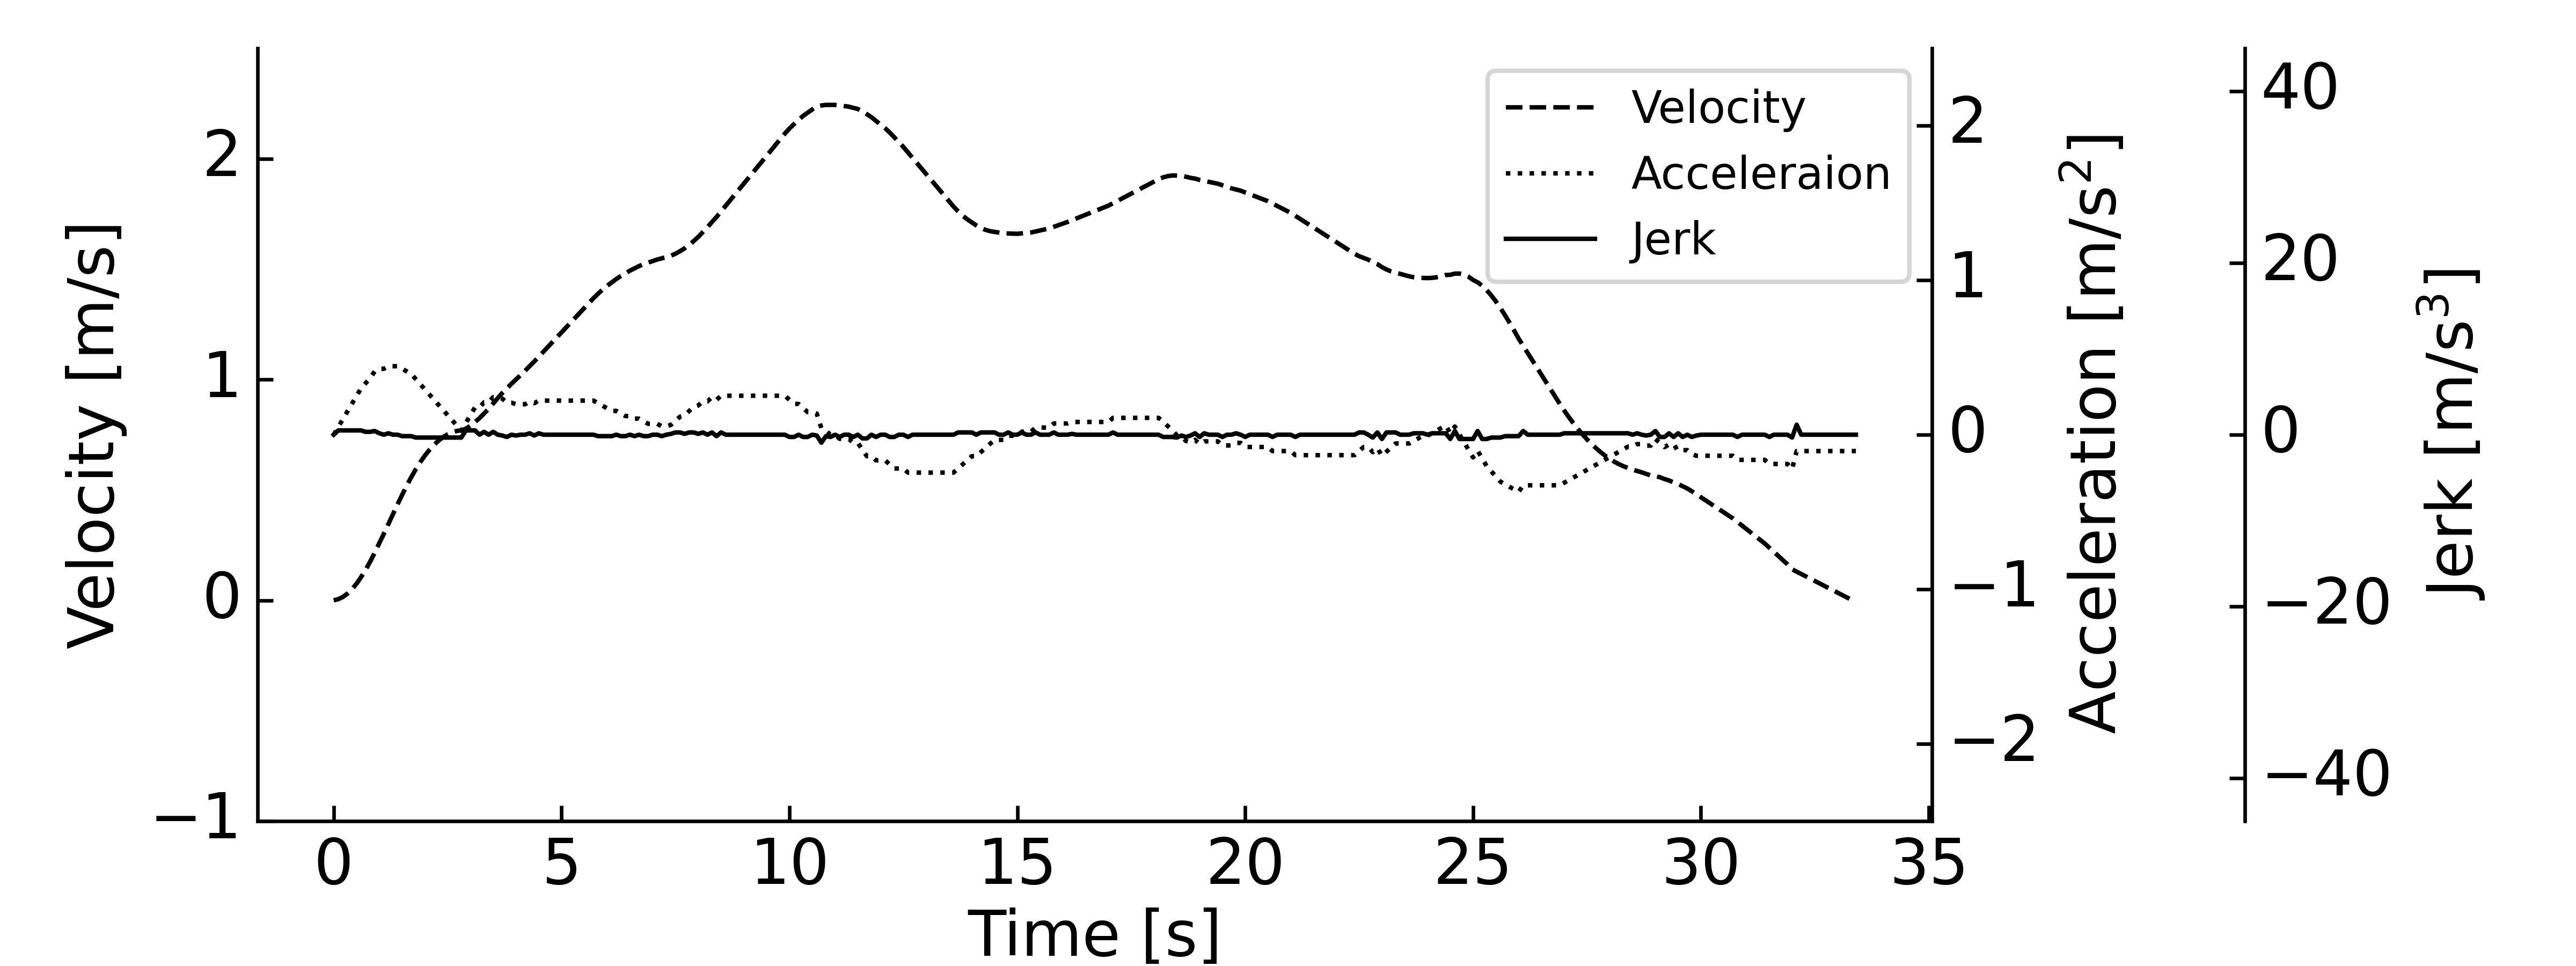 Velocity [m/s]
2
1
0
−1
0 5 10 15 20 25 30 35
Time [s]
Velocity
Acceleraion
Jerk
2
1
0
−1
−2
Acceleration [m/s²]
40
20
0
−20
−40
Jerk [m/s³]